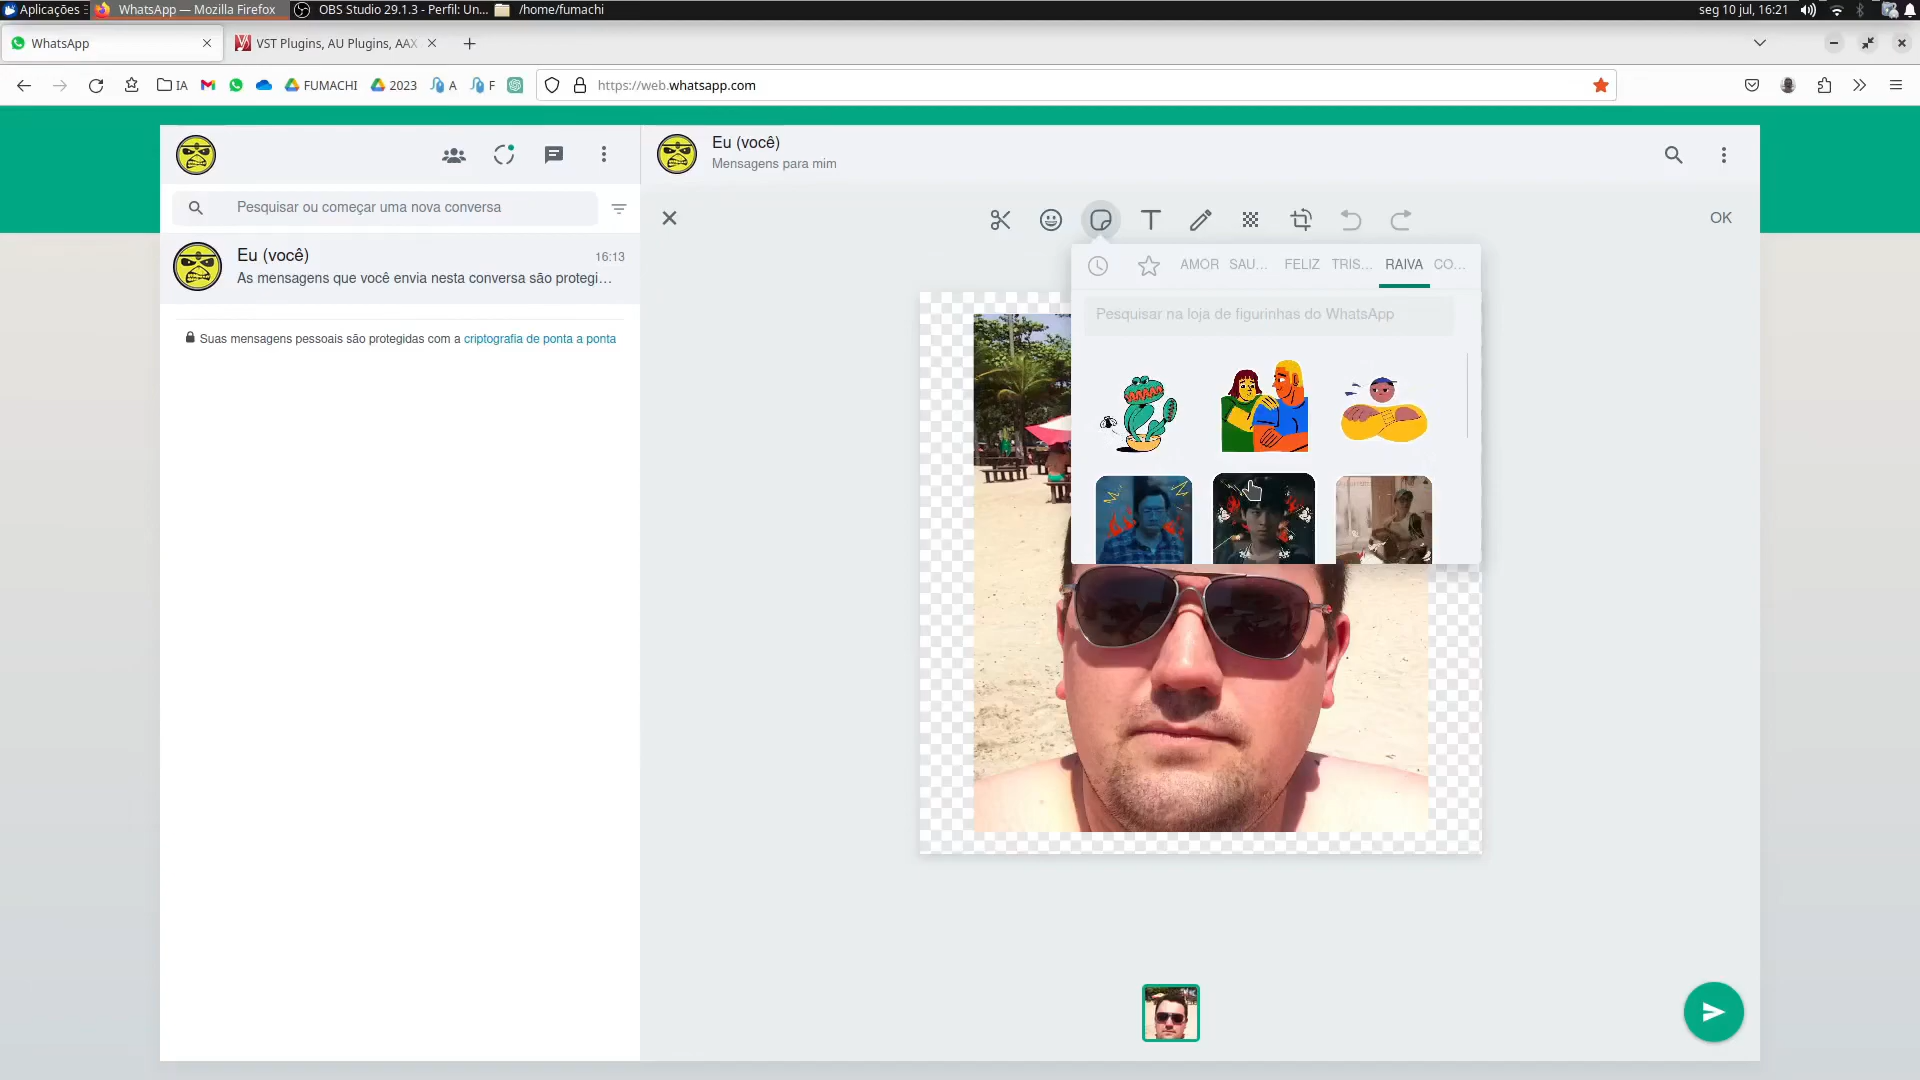 Aplicações
WhatsApp — Mozilla Firefox
OBS Studio 29.1.3 - Perfil: Un...
/home/fumachi
seg 10 jul, 16:21
WhatsApp
VST Plugins, AU Plugins, AAX
IA
FUMACHI
2023
A
F
https://web.whatsapp.com
Eu (você)
Mensagens para mim
Pesquisar ou começar uma nova conversa
OK
Eu (você)
16:13
As mensagens que você envia nesta conversa são protegi...
AMOR
SAU...
FELIZ
TRIS...
RAIVA
CO...
Pesquisar na loja de figurinhas do WhatsApp
Suas mensagens pessoais são protegidas com a criptografia de ponta a ponta